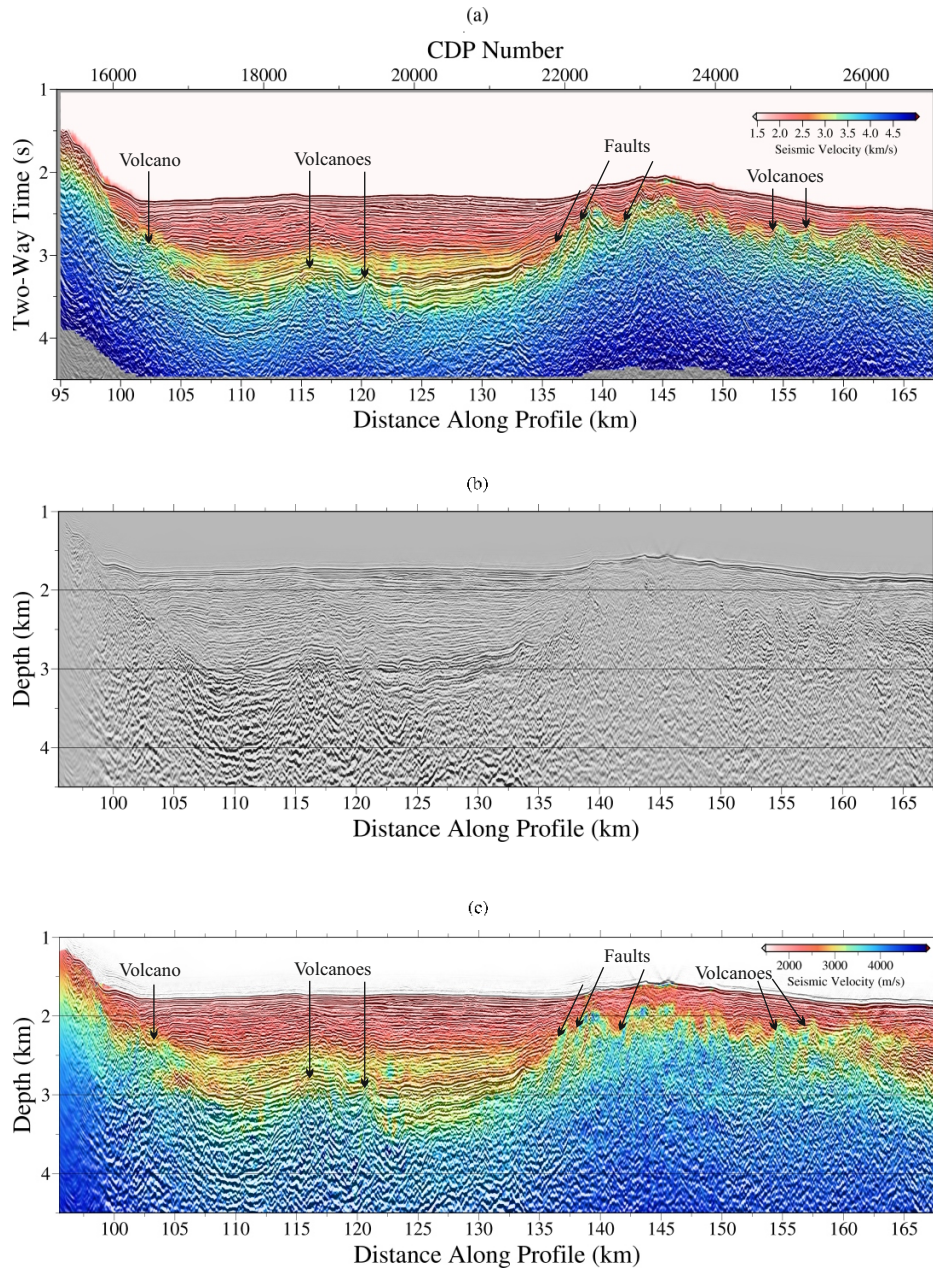 (a)
CDP Number
16000 18000 20000 22000 24000 26000
1
1.5 2.0 2.5 3.0 3.5 4.0 4.5
Seismic Velocity (km/s)
Volcano Volcanoes Faults
Volcanoes
2
3
4
Two-Way Time (s)
95 100 105 110 115 120 125 130 135 140 145 150 155 160 165
Distance Along Profile (km)
(b)
1
2
3
4
Depth (km)
100 105 110 115 120 125 130 135 140 145 150 155 160 165
Distance Along Profile (km)
(c)
1
2000 3000 4000
Seismic Velocity (m/s)
Volcano Volcanoes Faults Volcanoes
2
3
4
Depth (km)
100 105 110 115 120 125 130 135 140 145 150 155 160 165
Distance Along Profile (km)